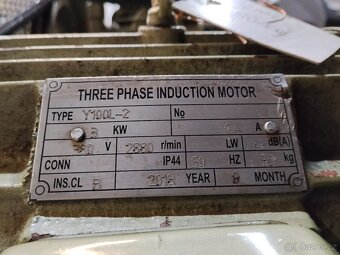 THREE PHASE INDUCTION MOTOR
TYPE Y100L-2 No
3 KW A
380 V 2880 r/min LW dB(A)
CONN IP44 50 HZ kg
INS.CL B 2018 YEAR MONTH